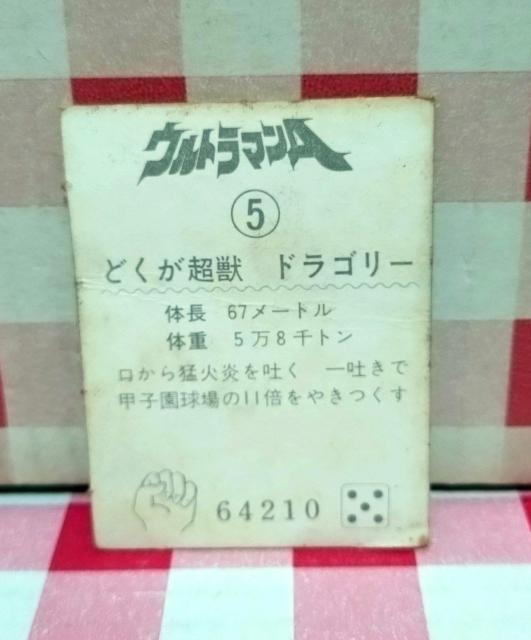 ウルトラマンA
⑤
どくが超獣 ドラゴリー
体長 67メートル
体重 5万8千トン
口から猛火炎を吐く 一吐きで
甲子園球場の11倍をやきつくす
64210